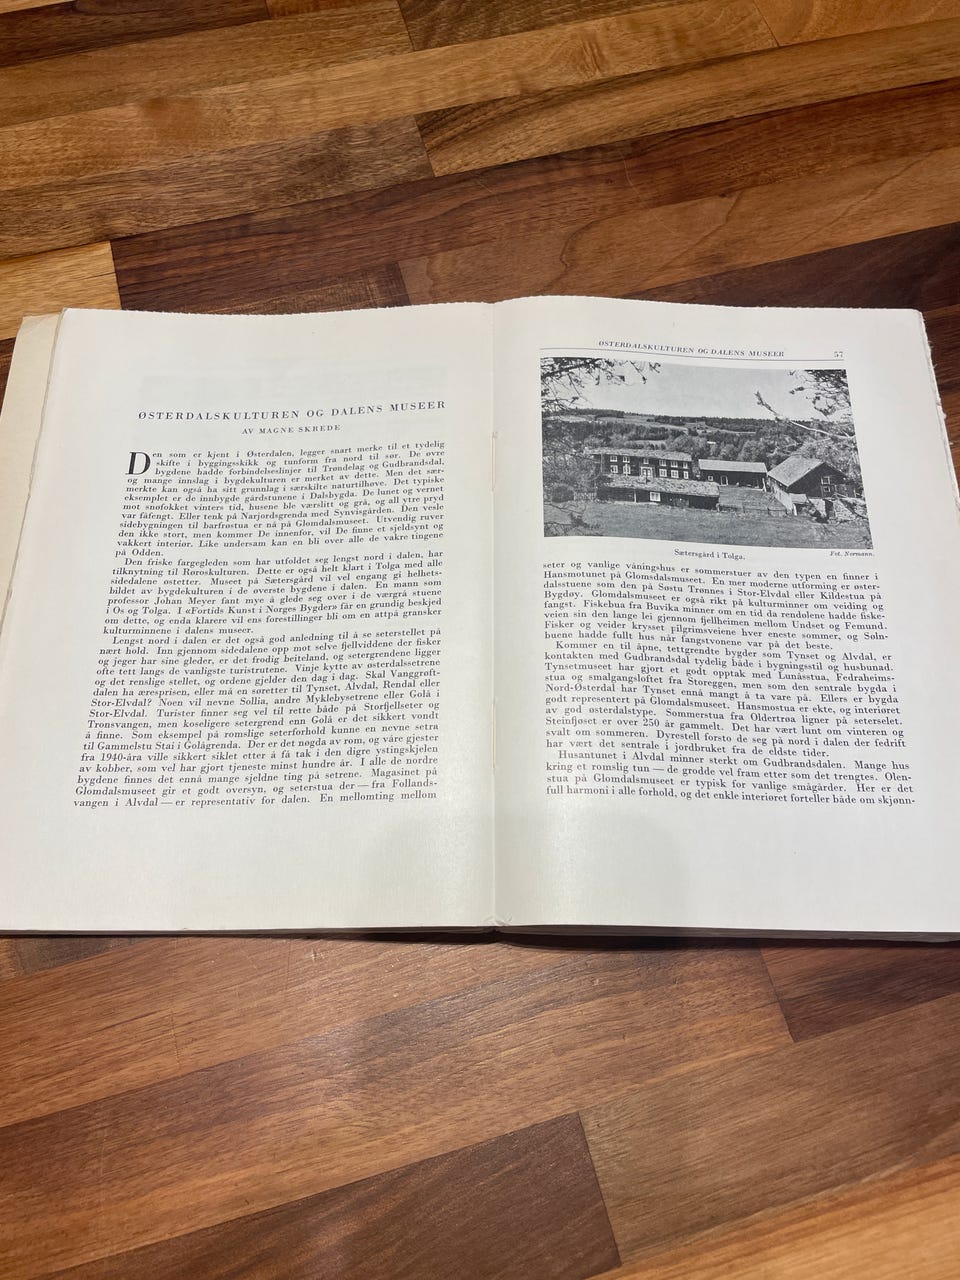 ØSTERDALSKULTUREN OG DALENS MUSEER
AV MAGNE SKREDE
Den som er kjent i Østerdalen, legger snart merke til et tydelig
skifte i byggingsskikk og tunform fra nord til sør. De øvre
bygdene hadde forbindelseslinjer til Trøndelag og Gudbrandsdal,
og mange innslag i bygdekulturen er merket av dette. Men det sær-
merkte kan også ha sitt grunnlag i særskilte naturtilhøve. Det typiske
eksemplet er de innbygde gårdstunene i Dalsbygda. De lunet og vernet
mot snøfokket vinters tid, husene ble værslitt og grå, og all ytre pryd
var fåfengt. Eller tenk på Narjordsgrenda med Synvisgården. Den vesle
sidebygningen til barfrøstua er nå på Glomdalsmuseet. Utvendig ruver
den ikke stort, men kommer De innenfor, vil De finne et sjeldsynt og
vakkert interiør. Like undersam kan en bli over alle de vakre tingene
på Odden.
Den friske fargegleden som har utfoldet seg lengst nord i dalen, har
tilknytning til Røroskulturen. Dette er også helt klart i Tolga med alle
sidedalene østetter. Museet på Sætersgård vil vel engang gi helhets-
bildet av bygdekulturen i de øverste bygdene i dalen. En mann som
professor Johan Meyer fant mye å glede seg over i de værgrå stuene
i Os og Tolga. I «Fortids Kunst i Norges Bygder» får en grundig beskjed
om dette, og enda klarere vil ens forestillinger bli om en attpå gransker
kulturminnene i dalens museer.
Lengst nord i dalen er det også god anledning til å se seterstellet på
nært hold. Inn gjennom sidedalene opp mot selve fjellviddene der fisker
og jeger har sine gleder, er det frodig beiteland, og setergrendene ligger
ofte tett langs de vanligste turistrutene. Vinje kytte av østerdalssetrene
og det renslige stellet, og ordene gjelder den dag i dag. Skal Vanggrøft-
dalen ha æresprisen, eller må en søretter til Tynset, Alvdal, Rendal eller
Stor-Elvdal? Noen vil nevne Sollia, andre Myklebysetrene eller Golå i
Stor-Elvdal. Turister finner seg vel til rette både på Storfjellseter og
Tronsvangen, men koseligere setergrend enn Golå er det sikkert vondt
å finne. Som eksempel på romslige seterforhold kunne en nevne setra
til Gammelstu Stai i Golågrenda. Der er det nøgda av rom, og våre gjester
fra 1940-åra ville sikkert siklet etter å få tak i den digre ystingskjelen
av kobber, som vel har gjort tjeneste minst hundre år. I alle de nordre
bygdene finnes det ennå mange sjeldne ting på setrene. Magasinet på
Glomdalsmuseet gir et godt oversyn, og seterstua der — fra Follands-
vangen i Alvdal — er representativ for dalen. En mellomting mellom
ØSTERDALSKULTUREN OG DALENS MUSEER 57
Sætersgård i Tolga. Fot. Normann.
seter og vanlige våningshus er sommerstuer av den typen en finner i
Hansmotunet på Glomsdalsmuseet. En mer moderne utforming er øster-
dalsstuene som den på Søstu Trønnes i Stor-Elvdal eller Kildestua på
Bygdøy. Glomdalsmuseet er også rikt på kulturminner om veiding og
fangst. Fiskebua fra Buvika minner om en tid da rendølene hadde fiske-
veien sin den lange lei gjennom fjellheimen mellom Undset og Femund.
Fisker og veider krysset pilgrimsveiene hver eneste sommer, og Søln-
buene hadde fullt hus når fangstvonene var på det beste.
Kommer en til åpne, tettgrendte bygder som Tynset og Alvdal, er
kontakten med Gudbrandsdal tydelig både i bygningsstil og husbunad.
Tynsetmuseet har gjort et godt opptak med Lunåsstua, Fedraheims-
stua og smalgangsloftet fra Storeggen, men som den sentrale bygda i
Nord-Østerdal har Tynset ennå mangt å ta vare på. Ellers er bygda
godt representert på Glomdalsmuseet. Hansmostua er ekte, og interiøret
av god østerdalstype. Sommerstua fra Oldertrøa ligner på seterselet.
Steinfjøset er over 250 år gammelt. Det har vært lunt om vinteren og
svalt om sommeren. Dyrestell forsto de seg på nord i dalen der fedrift
har vært det sentrale i jordbruket fra de eldste tider.
Husantunet i Alvdal minner sterkt om Gudbrandsdalen. Mange hus
kring et romslig tun — de grodde vel fram etter som det trengtes. Olen-
stua på Glomdalsmuseet er typisk for vanlige smågårder. Her er det
full harmoni i alle forhold, og det enkle interiøret forteller både om skjønn-